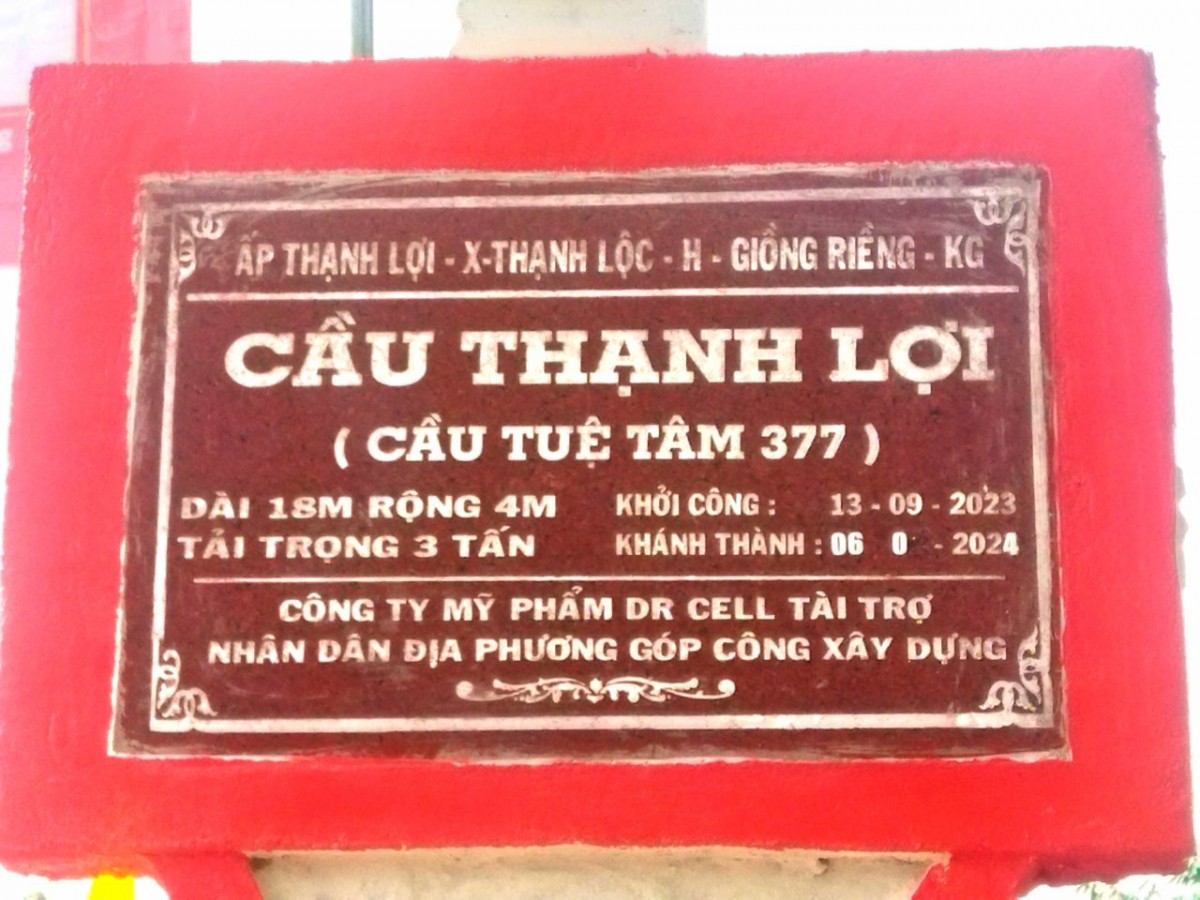 ẤP THẠNH LỢI - X-THẠNH LỘC - H - GIỒNG RIỀNG - KG
CẦU THẠNH LỢI
( CẦU TUỆ TÂM 377 )
DÀI 18M RỘNG 4M
TẢI TRỌNG 3 TẤN
KHỞI CÔNG : 13 - 09 - 2023
KHÁNH THÀNH : 06 - 2024
CÔNG TY MỸ PHẨM DR CELL TÀI TRỢ
NHÂN DÂN ĐỊA PHƯƠNG GÓP CÔNG XÂY DỰNG